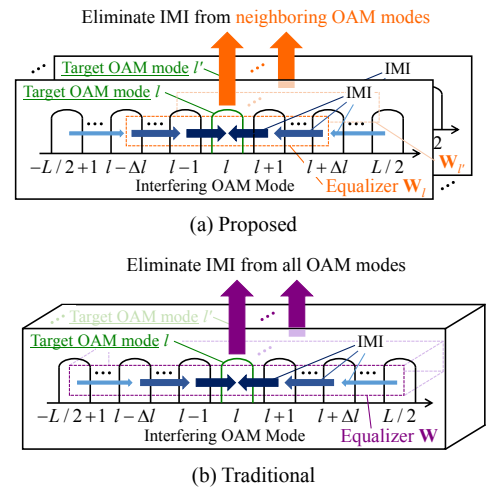 Eliminate IMI from neighboring OAM modes
Target OAM mode l′
Target OAM mode l
IMI
−L / 2 +1 l − Δl l −1 l l +1 l + Δl L / 2
2
W_l′
Interfering OAM Mode
Equalizer W_l
(a) Proposed
Eliminate IMI from all OAM modes
Target OAM mode l′
Target OAM mode l
IMI
−L / 2 +1 l − Δl l −1 l l +1 l + Δl L / 2
Interfering OAM Mode
Equalizer W
(b) Traditional